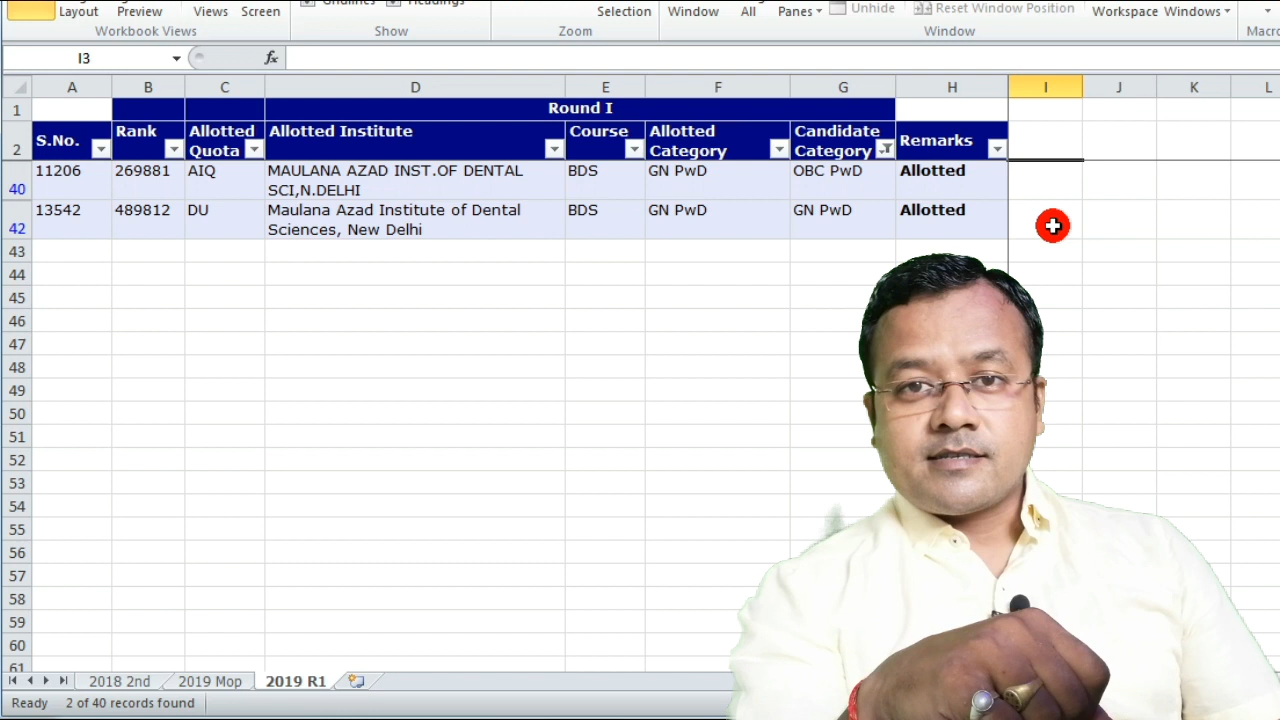 Layout Preview Views Screen Gridlines Headings Selection Window All Panes Unhide Reset Window Position Workspace Windows
Workbook Views Show Zoom Window
I3 fx
A B C D E F G H I J K L
1 Round I
2 S.No. Rank Allotted Quota Allotted Institute Course Allotted Category Candidate Category Remarks
40 11206 269881 AIQ MAULANA AZAD INST.OF DENTAL SCI,N.DELHI BDS GN PwD OBC PwD Allotted
42 13542 489812 DU Maulana Azad Institute of Dental Sciences, New Delhi BDS GN PwD GN PwD Allotted
43
44
45
46
47
48
49
50
51
52
53
54
55
56
57
58
59
60
61
2018 2nd 2019 Mop 2019 R1
Ready 2 of 40 records found